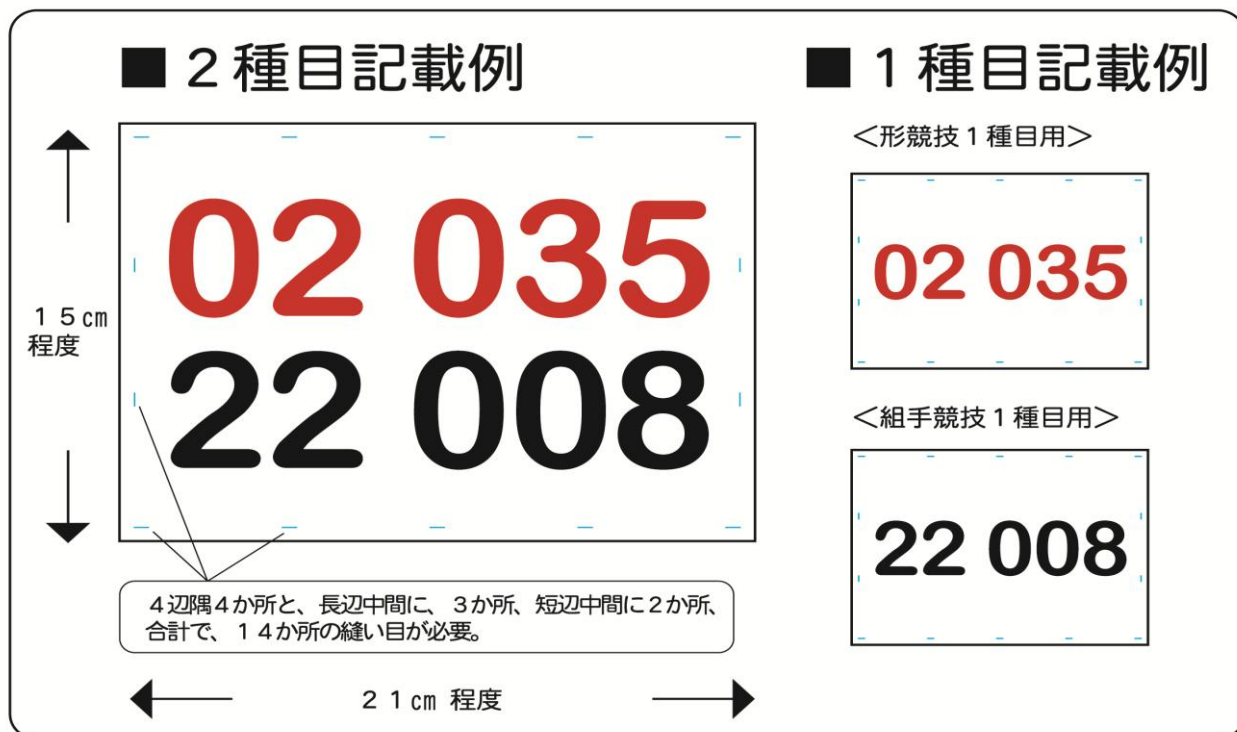 ■２種目記載例
02 035
22 008
１５㎝
程度
４辺隅４か所と、長辺中間に、３か所、短辺中間に２か所、
合計で、１４か所の縫い目が必要。
２１㎝ 程度
■１種目記載例
＜形競技１種目用＞
02 035
＜組手競技１種目用＞
22 008